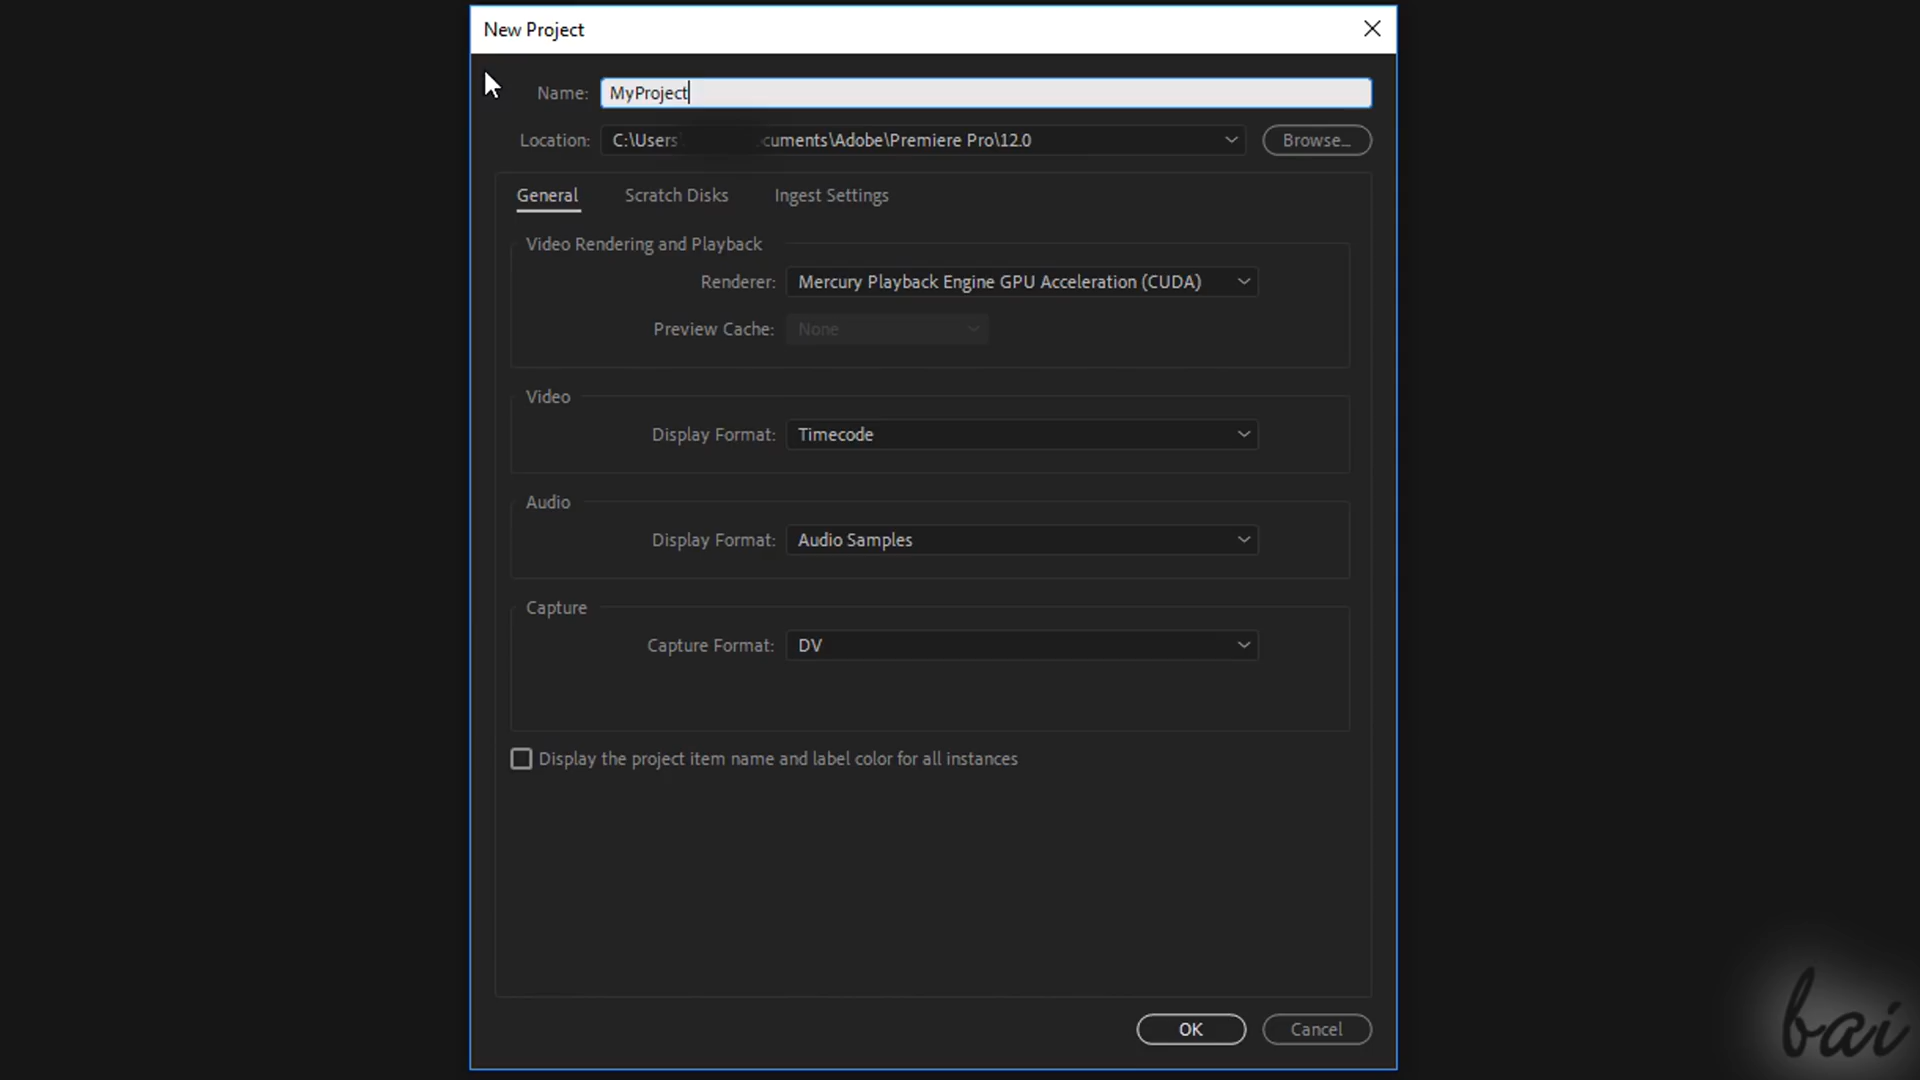 New Project
Name: MyProject
Location: C:\Users cuments\Adobe\Premiere Pro\12.0 Browse...
General Scratch Disks Ingest Settings
Video Rendering and Playback
Renderer: Mercury Playback Engine GPU Acceleration (CUDA)
Preview Cache: None
Video
Display Format: Timecode
Audio
Display Format: Audio Samples
Capture
Capture Format: DV
Display the project item name and label color for all instances
OK Cancel
bai